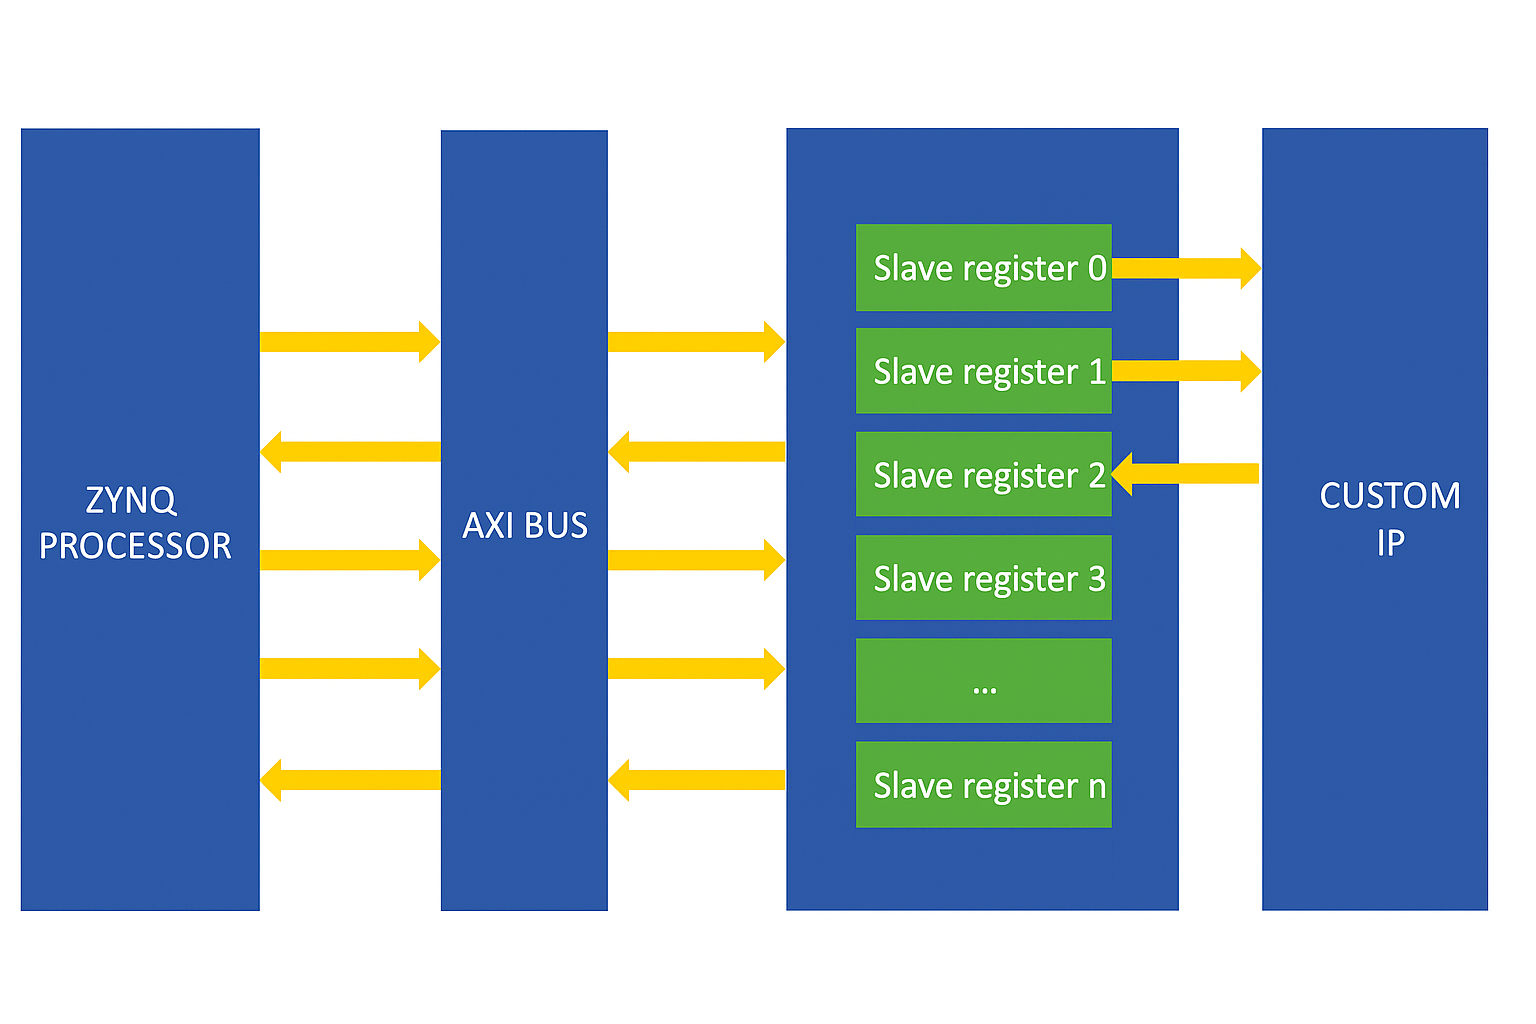 ZYNQ
PROCESSOR
AXI BUS
Slave register 0
Slave register 1
Slave register 2
Slave register 3
...
Slave register n
CUSTOM
IP